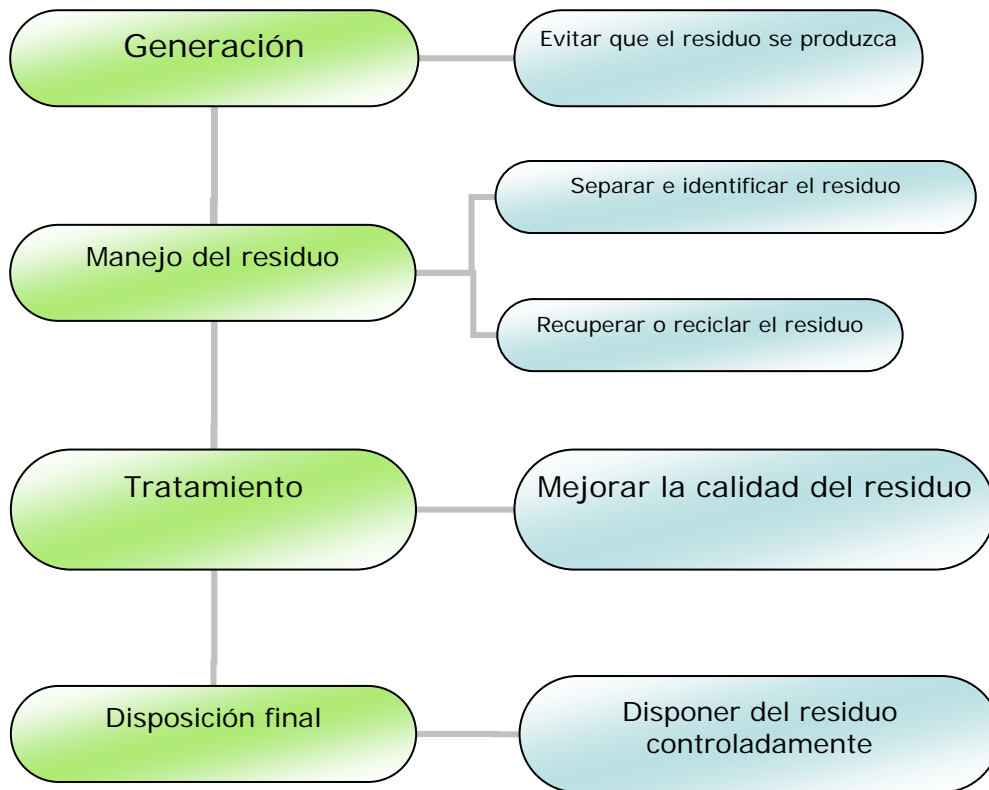 Generación
Evitar que el residuo se produzca
Separar e identificar el residuo
Manejo del residuo
Recuperar o reciclar el residuo
Tratamiento
Mejorar la calidad del residuo
Disposición final
Disponer del residuo
controladamente